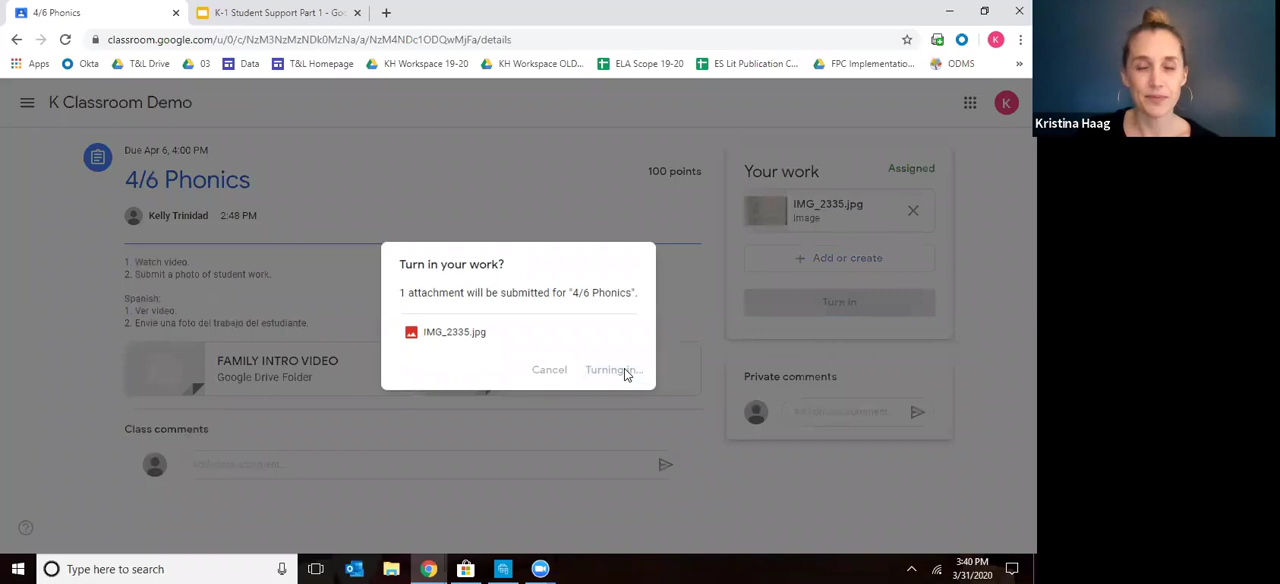 4/6 Phonics
K-1 Student Support Part 1 - Goo
classroom.google.com/u/0/c/NzM3NzMzNDk0MzNa/a/NzM4NDc1ODQwMjFa/details
Apps
Okta
T&L Drive
03
Data
T&L Homepage
KH Workspace 19-20
KH Workspace OLD...
ELA Scope 19-20
ES Lit Publication C...
FPC Implementatio...
ODMS
»
K
K Classroom Demo
K
Kristina Haag
Due Apr 6, 4:00 PM
4/6 Phonics
100 points
Kelly Trinidad 2:48 PM
1. Watch video.
2. Submit a photo of student work.
Spanish:
1. Ver video.
2. Envie una foto del trabajo del estudiante.
FAMILY INTRO VIDEO
Google Drive Folder
Class comments
Turn in your work?
1 attachment will be submitted for "4/6 Phonics".
IMG_2335.jpg
Cancel
Turning in...
Your work
Assigned
IMG_2335.jpg
Image
+ Add or create
Turn in
Private comments
Type here to search
3:40 PM
3/31/2020